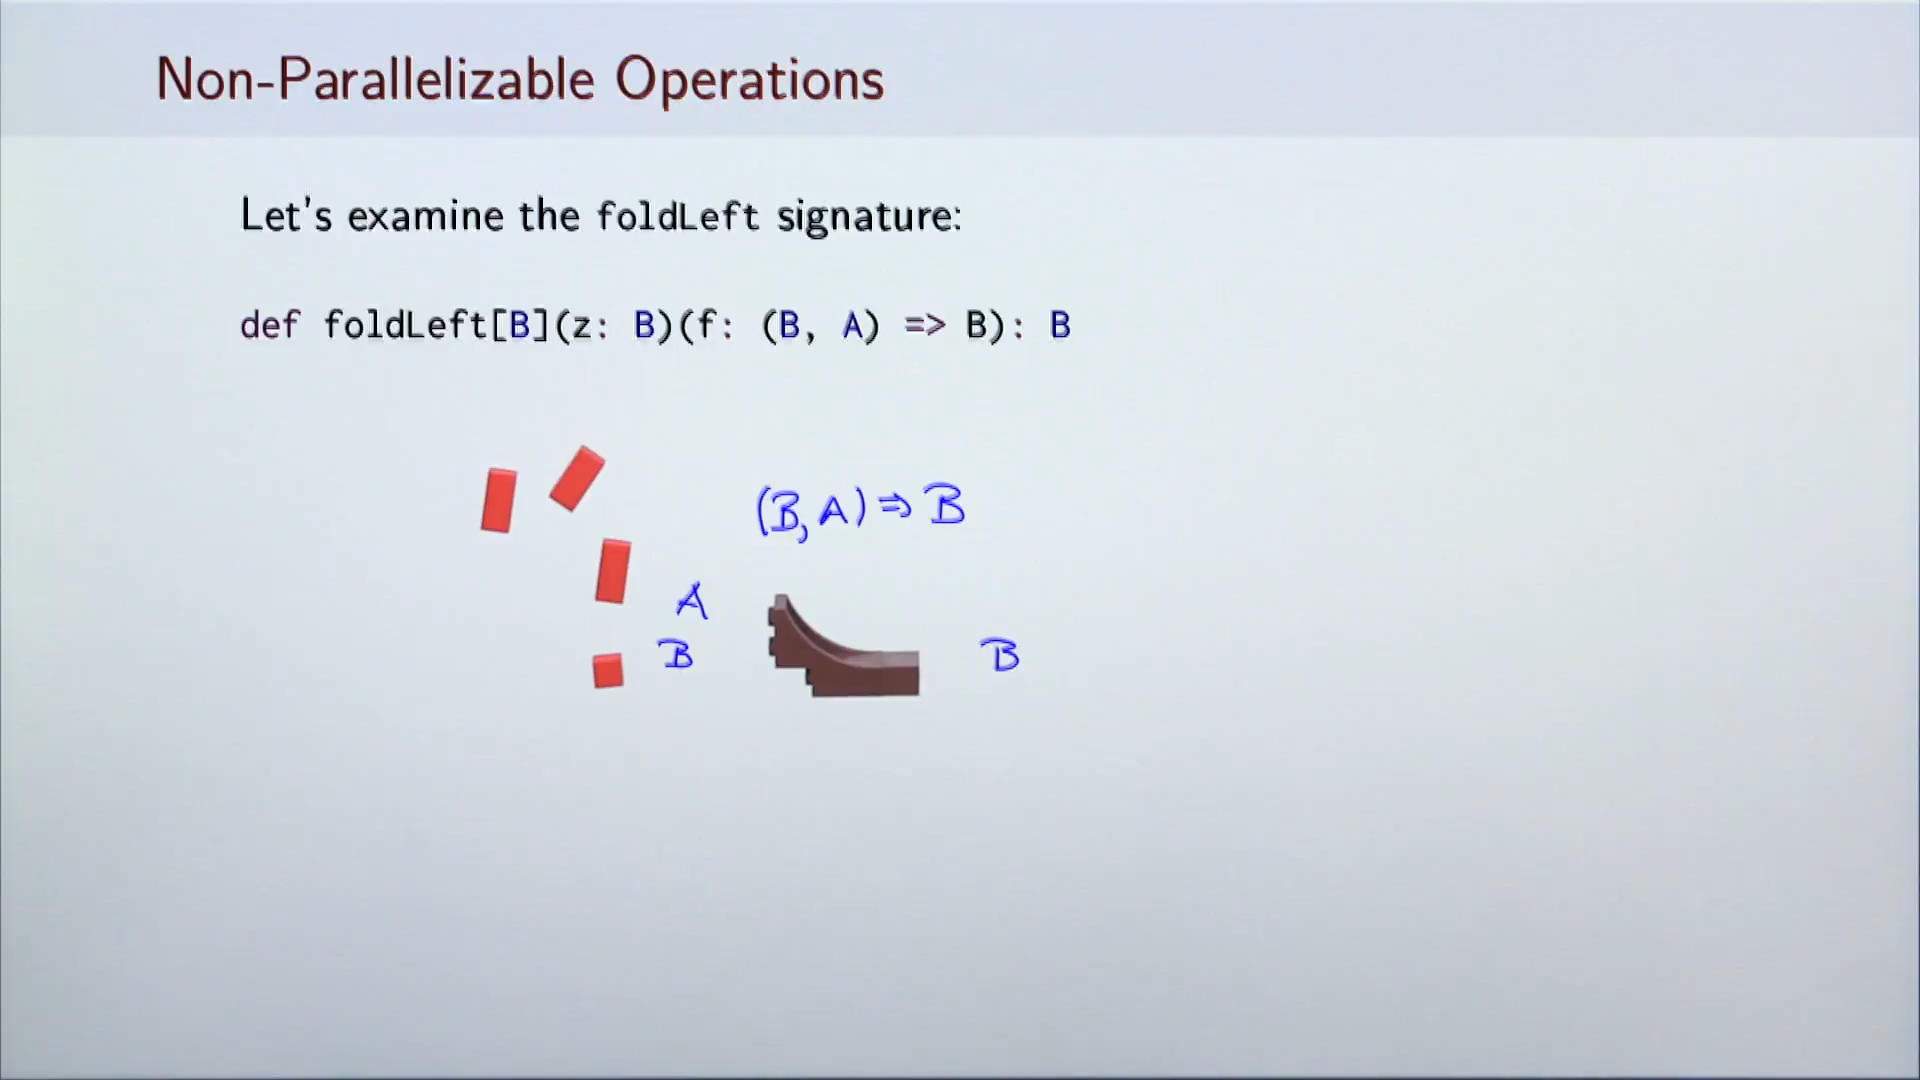 Non-Parallelizable Operations
Let's examine the foldLeft signature:
def foldLeft[B](z: B)(f: (B, A) => B): B
(B, A) ⇒ B
A
B
B